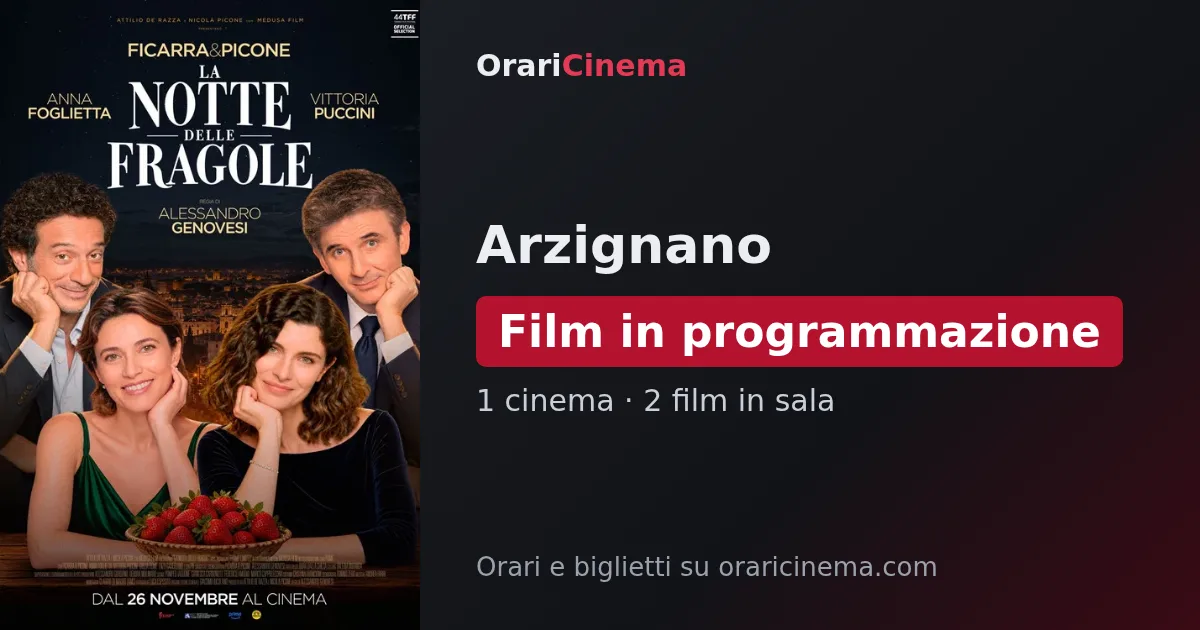 ATTILIO DE RAZZA E NICOLA PICONE CON MEDUSA FILM
44TFF
OFFICIAL
SELECTION
FICARRA&PICONE
LA
NOTTE
DELLE
FRAGOLE
ANNA
FOGLIETTA
VITTORIA
PUCCINI
REGIA DI
ALESSANDRO
GENOVESI
DAL 26 NOVEMBRE AL CINEMA
OrariCinema
Arzignano
Film in programmazione
1 cinema · 2 film in sala
Orari e biglietti su oraricinema.com